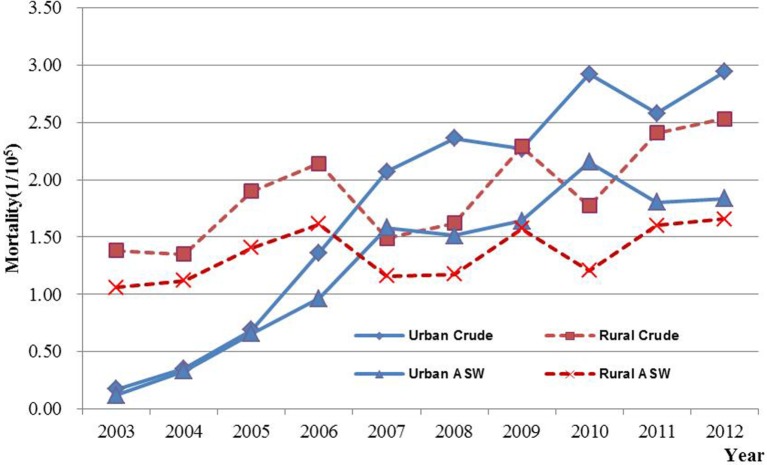 3.50
3.00
2.50
2.00
1.50
1.00
0.50
0.00
Mortality(1/10⁵)
Urban Crude
Rural Crude
Urban ASW
Rural ASW
2003 2004 2005 2006 2007 2008 2009 2010 2011 2012
Year